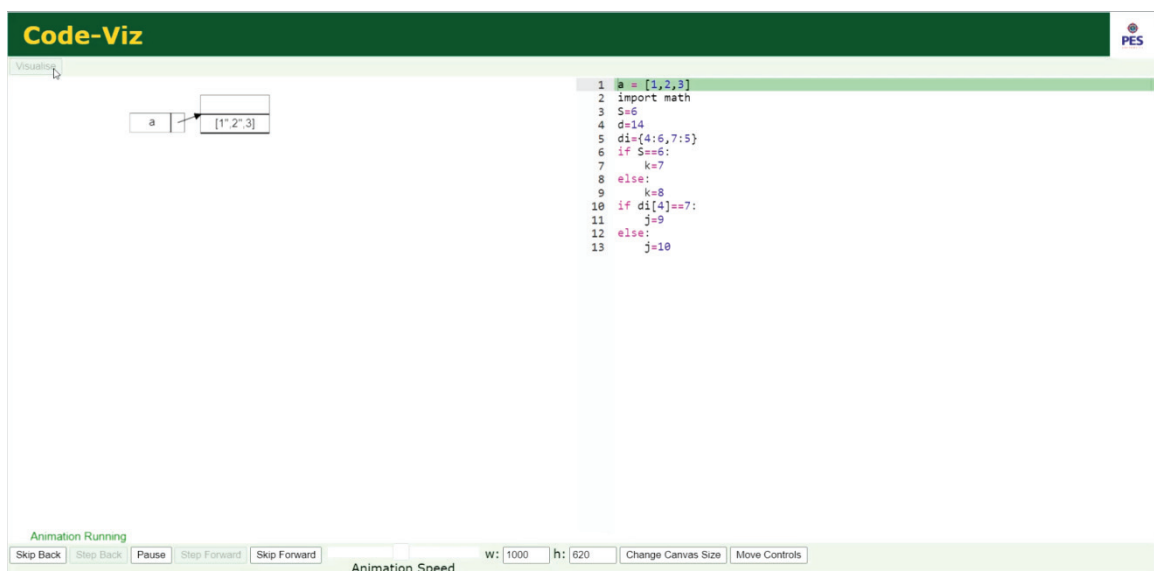 Code-Viz
PES
Visualise
a
[1",2",3]
1 a = [1,2,3]
2 import math
3 S=6
4 d=14
5 di={4:6,7:5}
6 if S==6:
7     k=7
8 else:
9     k=8
10 if di[4]==7:
11     j=9
12 else:
13     j=10
Animation Running
Skip Back Step Back Pause Step Forward Skip Forward w: 1000 h: 620 Change Canvas Size Move Controls
Animation Speed